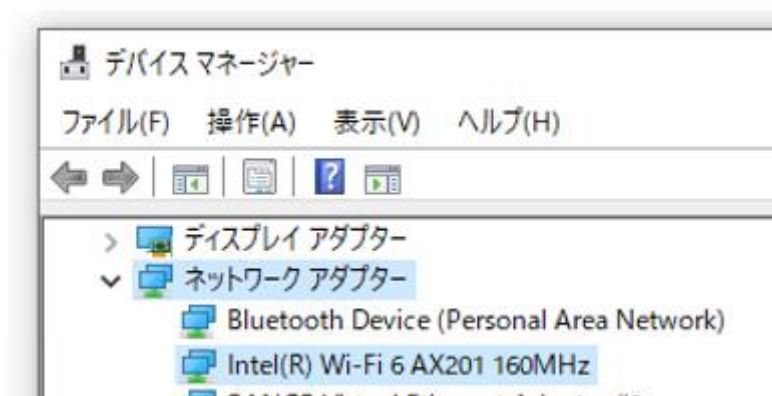 デバイス マネージャー
ファイル(F) 操作(A) 表示(V) ヘルプ(H)
ディスプレイ アダプター
ネットワーク アダプター
Bluetooth Device (Personal Area Network)
Intel(R) Wi-Fi 6 AX201 160MHz